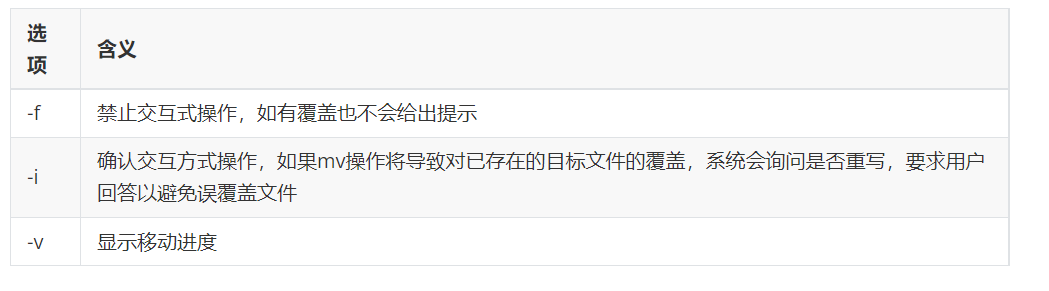 选
项
含义
-f
禁止交互式操作，如有覆盖也不会给出提示
-i
确认交互方式操作，如果mv操作将导致对已存在的目标文件的覆盖，系统会询问是否重写，要求用户
回答以避免误覆盖文件
-v
显示移动进度